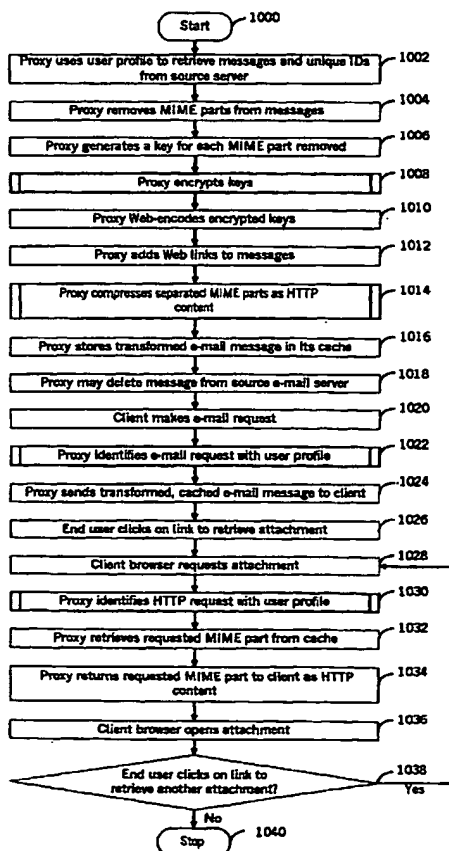 Start
1000
Proxy uses user profile to retrieve messages and unique IDs
from source server
1002
Proxy removes MIME parts from messages
1004
Proxy generates a key for each MIME part removed
1006
Proxy encrypts keys
1008
Proxy Web-encodes encrypted keys
1010
Proxy adds Web links to messages
1012
Proxy compresses separated MIME parts as HTTP
content
1014
Proxy stores transformed e-mail message in its cache
1016
Proxy may delete message from source e-mail server
1018
Client makes e-mail request
1020
Proxy identifies e-mail request with user profile
1022
Proxy sends transformed, cached e-mail message to client
1024
End user clicks on link to retrieve attachment
1026
Client browser requests attachment
1028
Proxy identifies HTTP request with user profile
1030
Proxy retrieves requested MIME part from cache
1032
Proxy returns requested MIME part to client as HTTP
content
1034
Client browser opens attachment
1036
End user clicks on link to
retrieve another attachment?
1038
Yes
No
Stop
1040